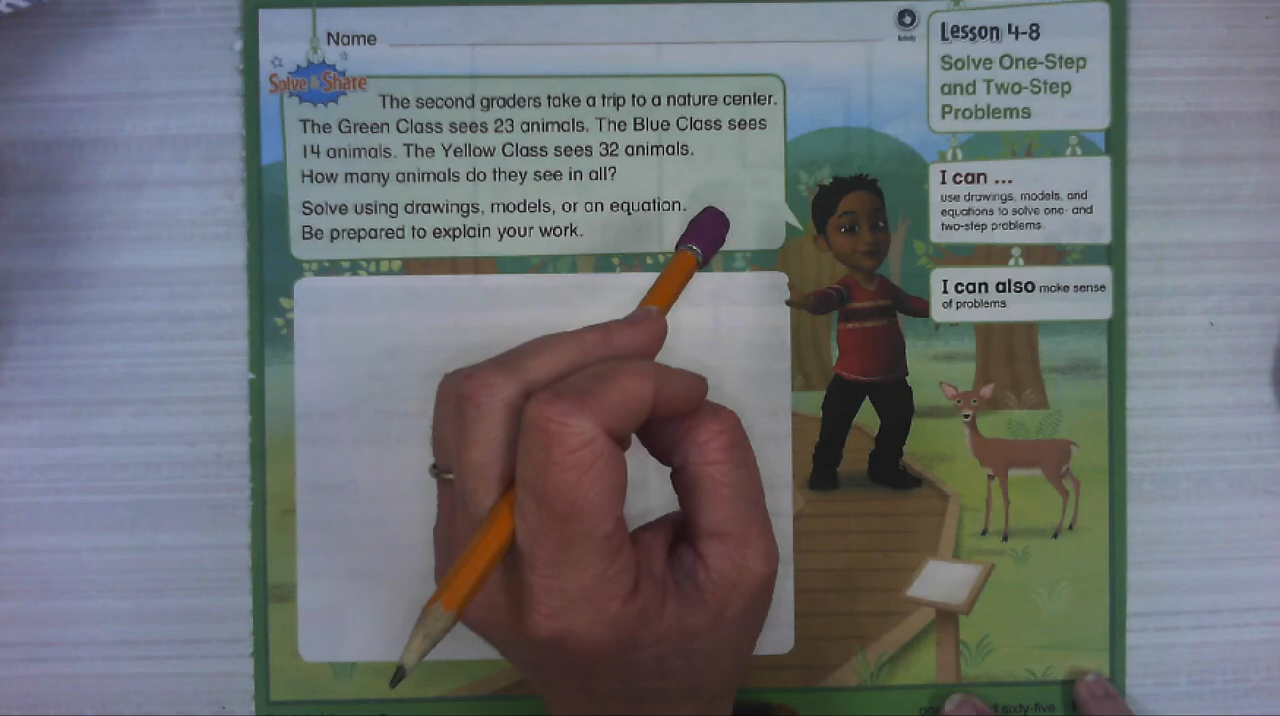 Name
Solve & Share
The second graders take a trip to a nature center.
The Green Class sees 23 animals. The Blue Class sees
14 animals. The Yellow Class sees 32 animals.
How many animals do they see in all?
Solve using drawings, models, or an equation.
Be prepared to explain your work.
Activity
Lesson 4-8
Solve One-Step
and Two-Step
Problems
I can ...
use drawings, models, and
equations to solve one- and
two-step problems.
I can also make sense
of problems.
sixty-five